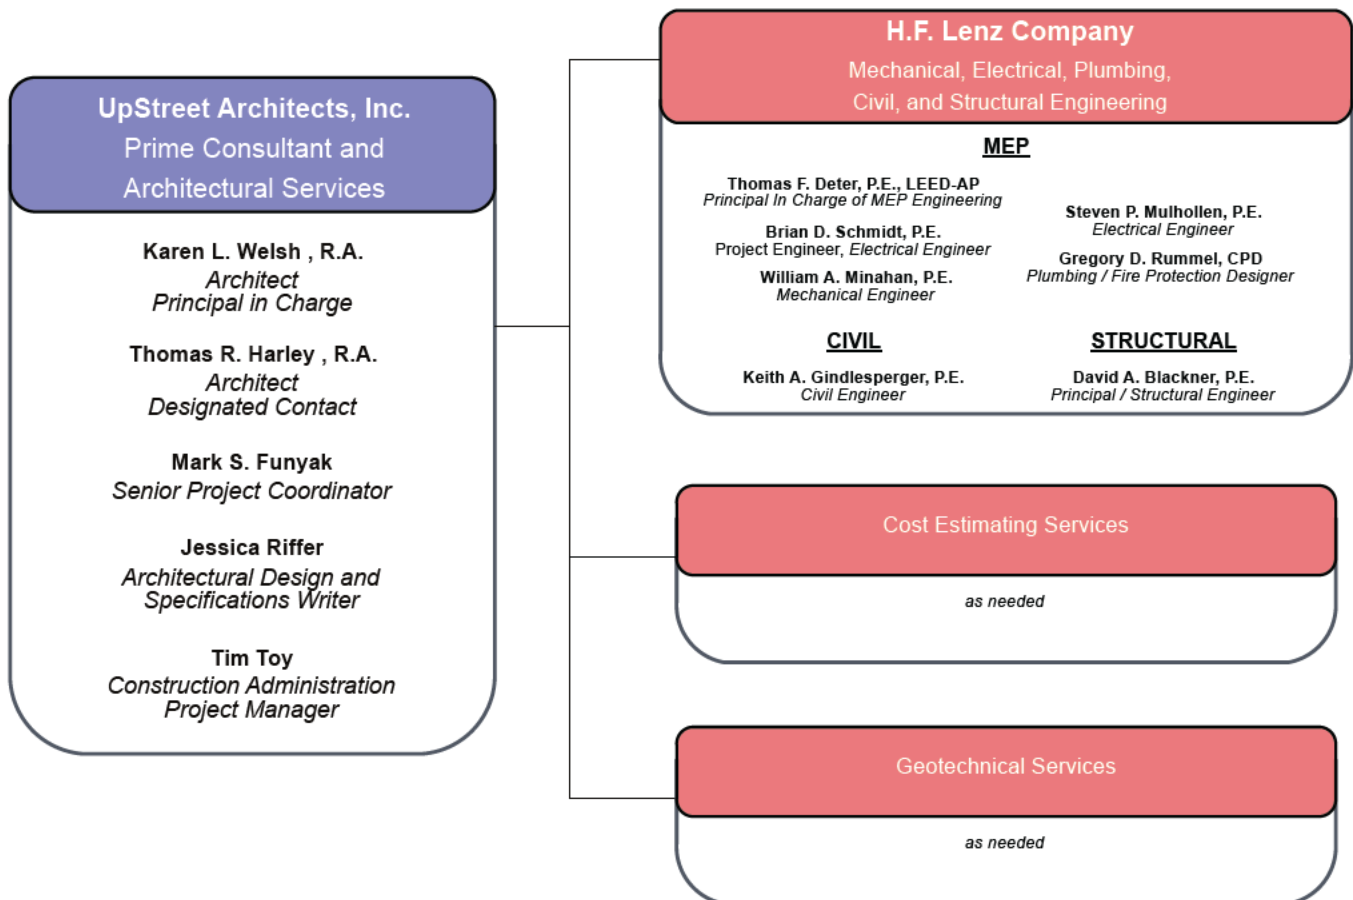 UpStreet Architects, Inc.
Prime Consultant and
Architectural Services
Karen L. Welsh , R.A.
Architect
Principal in Charge
Thomas R. Harley , R.A.
Architect
Designated Contact
Mark S. Funyak
Senior Project Coordinator
Jessica Riffer
Architectural Design and
Specifications Writer
Tim Toy
Construction Administration
Project Manager
H.F. Lenz Company
Mechanical, Electrical, Plumbing,
Civil, and Structural Engineering
MEP
Thomas F. Deter, P.E., LEED-AP
Principal In Charge of MEP Engineering
Brian D. Schmidt, P.E.
Project Engineer, Electrical Engineer
William A. Minahan, P.E.
Mechanical Engineer
Steven P. Mulhollen, P.E.
Electrical Engineer
Gregory D. Rummel, CPD
Plumbing / Fire Protection Designer
CIVIL
Keith A. Gindlesperger, P.E.
Civil Engineer
STRUCTURAL
David A. Blackner, P.E.
Principal / Structural Engineer
Cost Estimating Services
as needed
Geotechnical Services
as needed